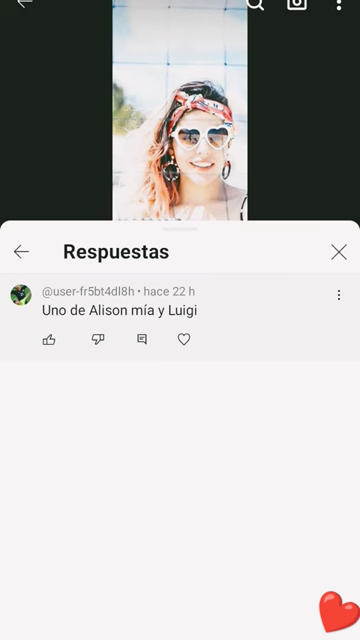 Respuestas
@user-fr5bt4dl8h • hace 22 h
Uno de Alison mía y Luigi